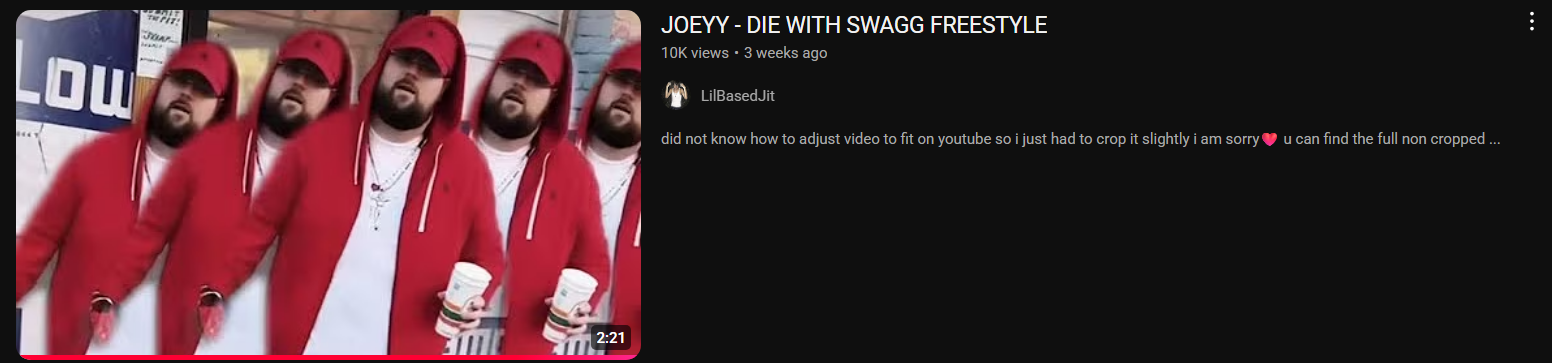 LOW
JOEYY - DIE WITH SWAGG FREESTYLE
10K views • 3 weeks ago
LilBasedJit
did not know how to adjust video to fit on youtube so i just had to crop it slightly i am sorry❤️ u can find the full non cropped ...
2:21